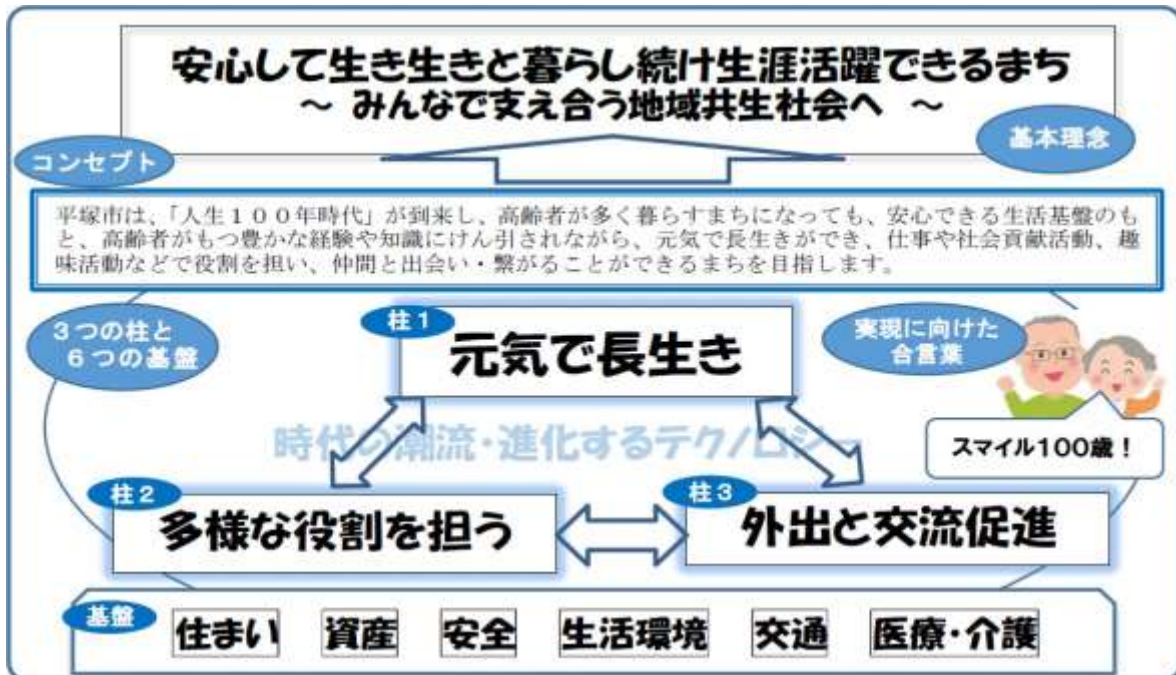 安心して生き生きと暮らし続け生涯活躍できるまち
～ みんなで支え合う地域共生社会へ ～
基本理念
コンセプト
平塚市は、「人生１００年時代」が到来し、高齢者が多く暮らすまちになっても、安心できる生活基盤のも
と、高齢者がもつ豊かな経験や知識にけん引されながら、元気で長生きができ、仕事や社会貢献活動、趣
味活動などで役割を担い、仲間と出会い・繋がることができるまちを目指します。
３つの柱と
６つの基盤
柱１
元気で長生き
実現に向けた
合言葉
スマイル１００歳！
時代の潮流・進化するテクノロジー
柱２
多様な役割を担う
柱３
外出と交流促進
基盤
住まい 資産 安全 生活環境 交通 医療・介護